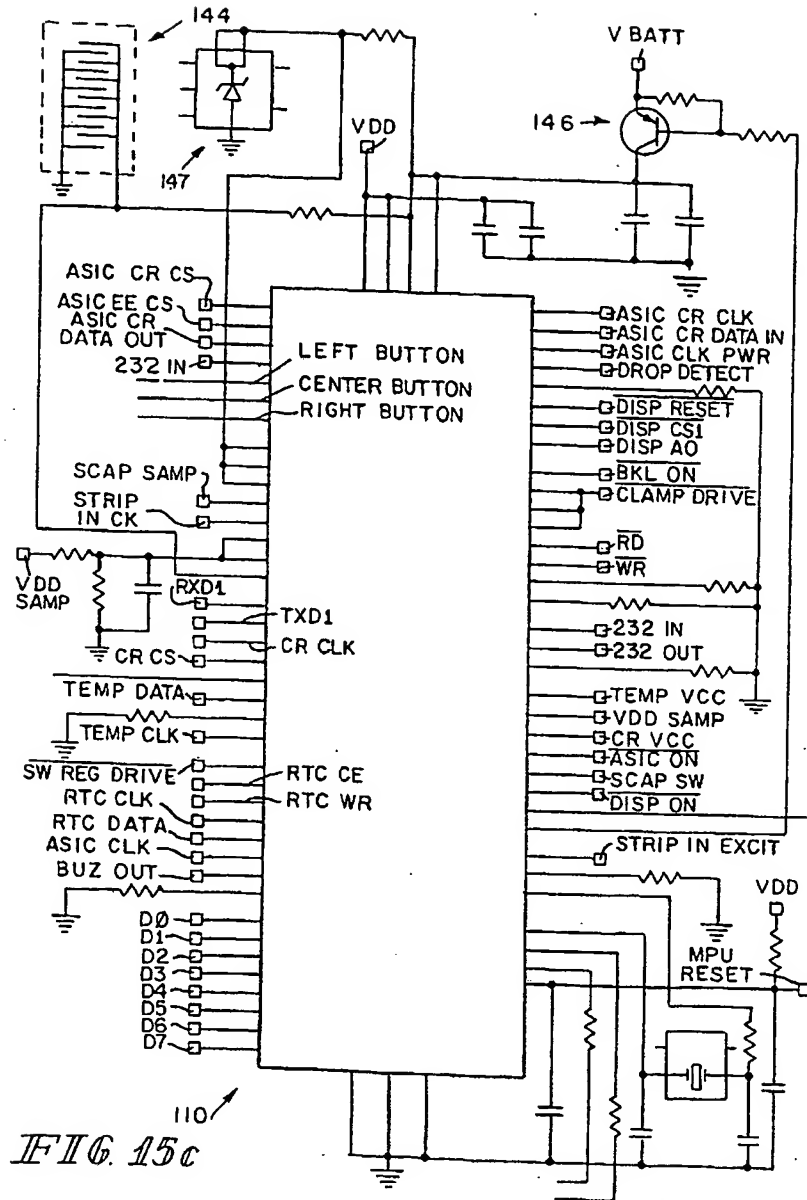 144
147
VDD
V BATT
146
ASIC CR CS
ASIC EE CS
ASIC CR
DATA OUT
232 IN
LEFT BUTTON
CENTER BUTTON
RIGHT BUTTON
SCAP SAMP
STRIP
IN CK
VDD
SAMP
RXD1
TXD1
CR CLK
CR CS
TEMP DATA
TEMP CLK
SW REG DRIVE
RTC CE
RTC WR
RTC CLK
RTC DATA
ASIC CLK
BUZ OUT
D0
D1
D2
D3
D4
D5
D6
D7
ASIC CR CLK
ASIC CR DATA IN
ASIC CLK PWR
DROP DETECT
DISP RESET
DISP CS1
DISP AO
BKL ON
CLAMP DRIVE
RD
WR
232 IN
232 OUT
TEMP VCC
VDD SAMP
CR VCC
ASIC ON
SCAP SW
DISP ON
STRIP IN EXCIT
VDD
MPU
RESET
110
FIG. 15c